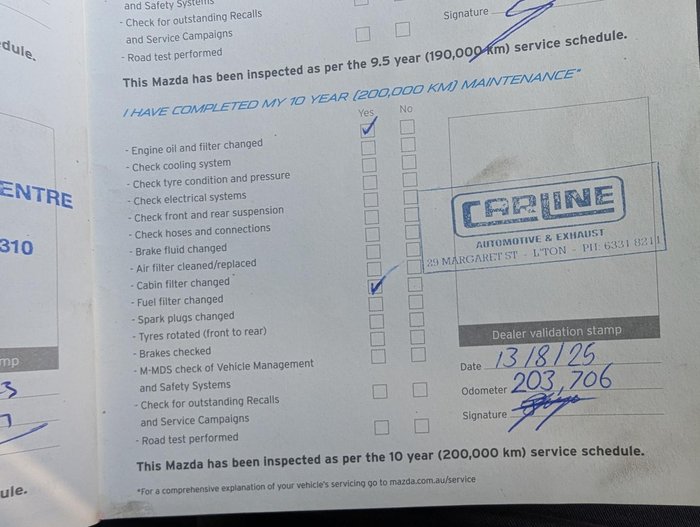 and Safety Systems
- Check for outstanding Recalls
and Service Campaigns
- Road test performed
Signature
dule.
This Mazda has been inspected as per the 9.5 year (190,000 km) service schedule.
I HAVE COMPLETED MY 10 YEAR (200,000 KM) MAINTENANCE*
Yes No
- Engine oil and filter changed
- Check cooling system
- Check tyre condition and pressure
- Check electrical systems
- Check front and rear suspension
- Check hoses and connections
- Brake fluid changed
- Air filter cleaned/replaced
- Cabin filter changed
- Fuel filter changed
- Spark plugs changed
- Tyres rotated (front to rear)
- Brakes checked
- M-MDS check of Vehicle Management
and Safety Systems
- Check for outstanding Recalls
and Service Campaigns
- Road test performed
ENTRE
310
mp
CARLINE
AUTOMOTIVE & EXHAUST
29 MARGARET ST - L'TON - PH: 6331 8211
Dealer validation stamp
Date 13/8/25
Odometer 203,706
Signature
This Mazda has been inspected as per the 10 year (200,000 km) service schedule.
ule.
*For a comprehensive explanation of your vehicle's servicing go to mazda.com.au/service